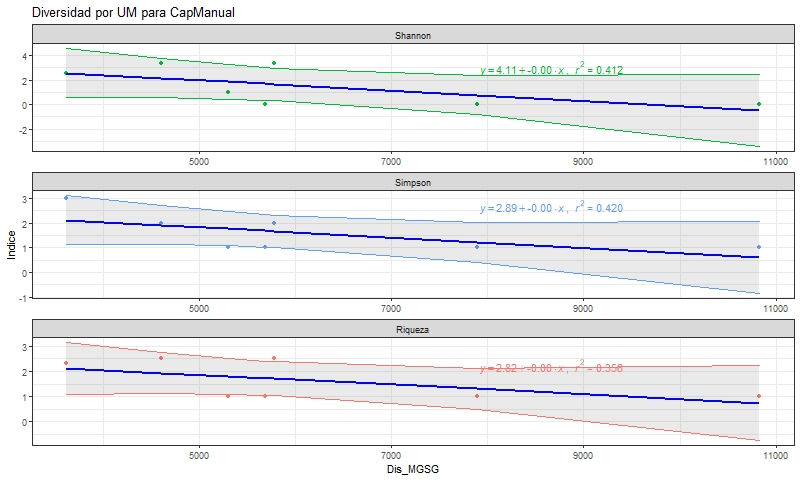 Diversidad por UM para CapManual
Shannon
y = 4.11 + -0.00 · x , r² = 0.412
4
2
0
-2
5000 7000 9000 11000
Simpson
y = 2.89 + -0.00 · x , r² = 0.420
3
2
1
0
-1
5000 7000 9000 11000
Indice
Riqueza
y = 2.82 + -0.00 · x , r² = 0.356
3
2
1
0
5000 7000 9000 11000
Dis_MGSG